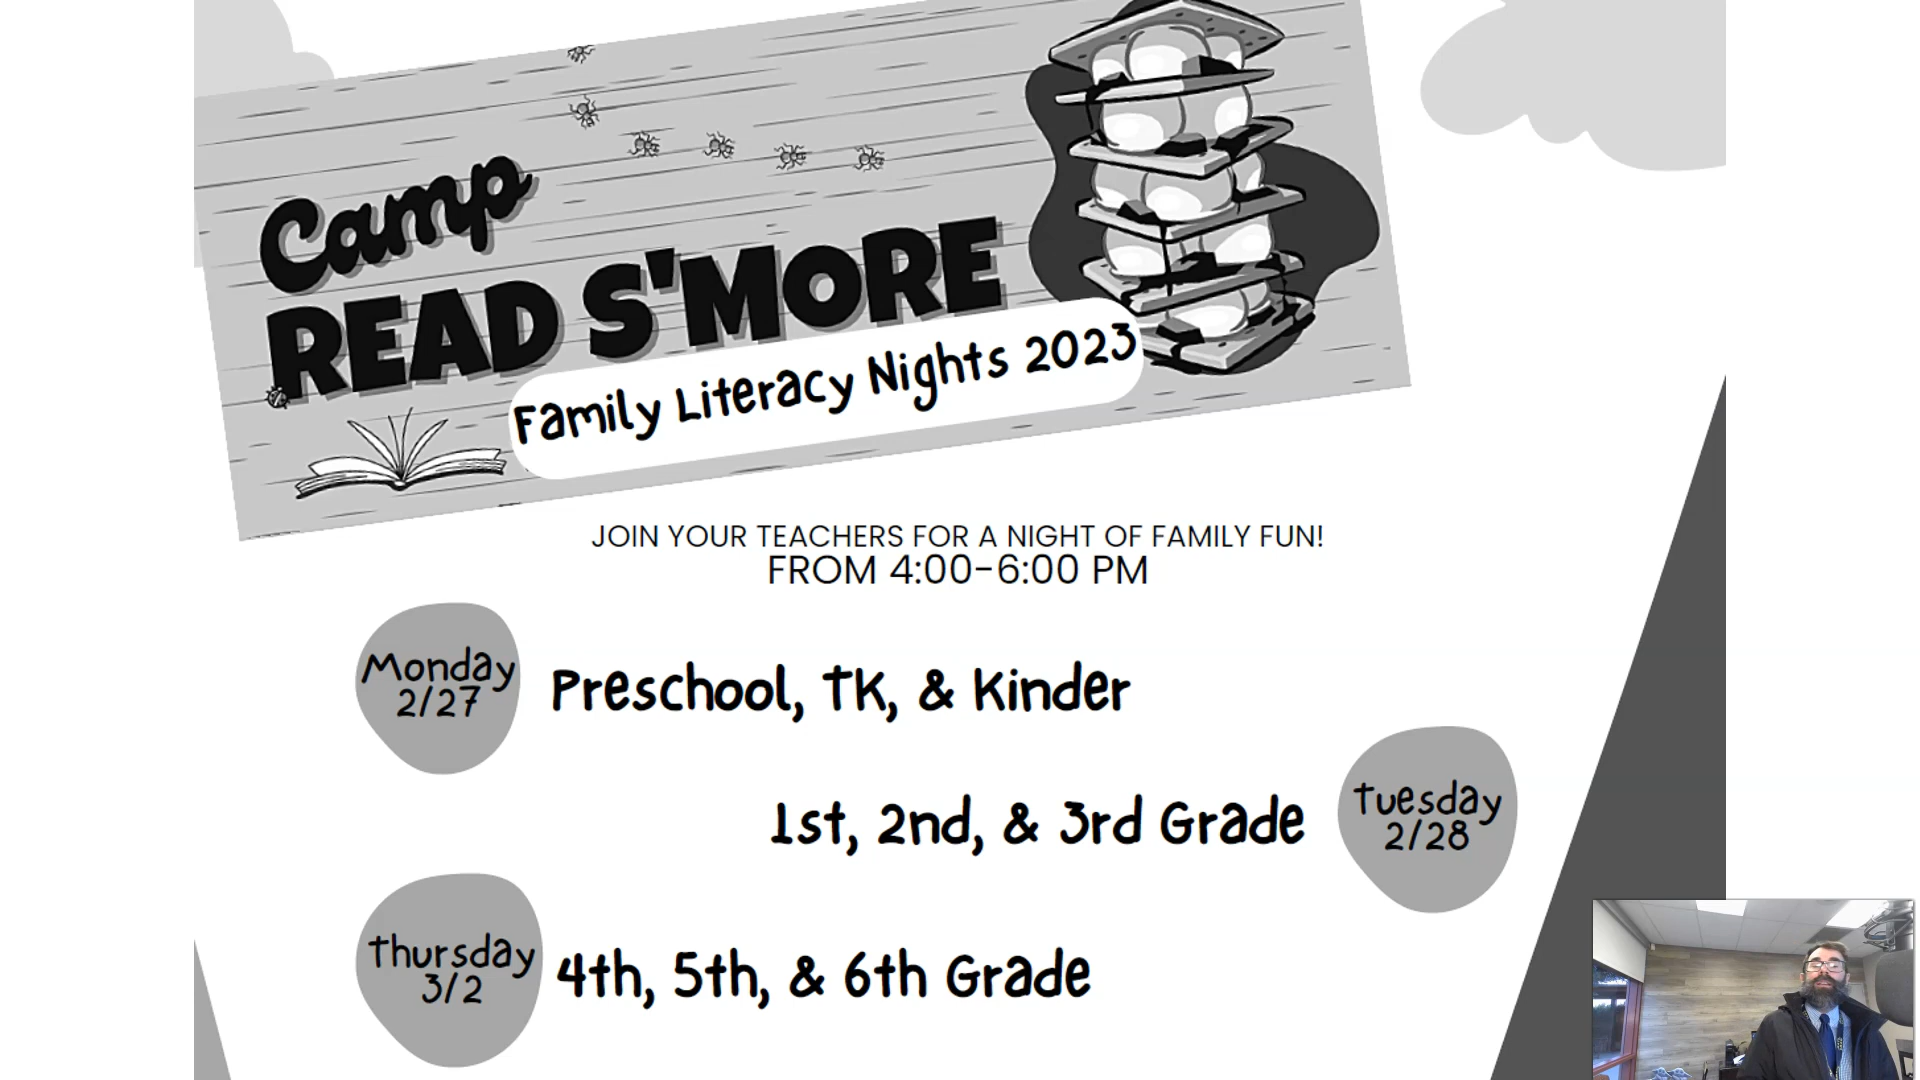 Camp
READ S'MORE
Family Literacy Nights 2023
JOIN YOUR TEACHERS FOR A NIGHT OF FAMILY FUN!
FROM 4:00-6:00 PM
Monday
2/27
Preschool, TK, & Kinder
1st, 2nd, & 3rd Grade
Tuesday
2/28
Thursday
3/2
4th, 5th, & 6th Grade